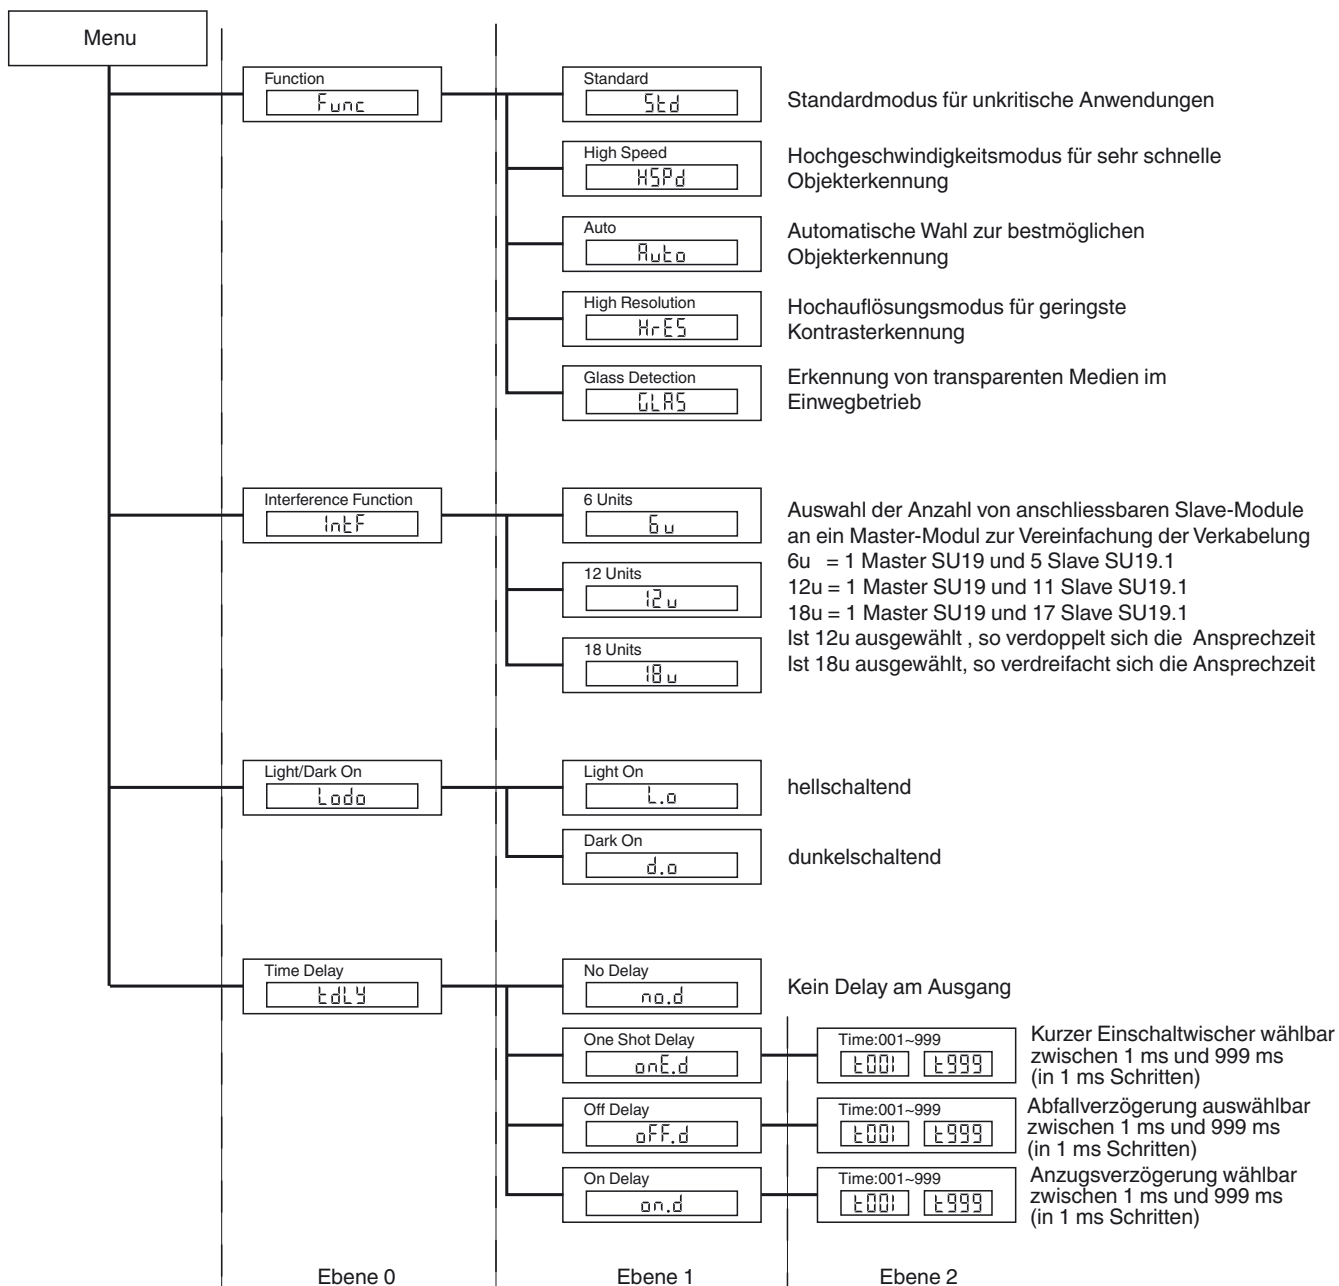 Menu
Function
Func
Standard
Std
Standardmodus für unkritische Anwendungen
High Speed
HSPd
Hochgeschwindigkeitsmodus für sehr schnelle
Objekterkennung
Auto
Auto
Automatische Wahl zur bestmöglichen
Objekterkennung
High Resolution
HrES
Hochauflösungsmodus für geringste
Kontrasterkennung
Glass Detection
GLAS
Erkennung von transparenten Medien im
Einwegbetrieb
Interference Function
IntF
6 Units
6u
12 Units
12u
18 Units
18u
Auswahl der Anzahl von anschliessbaren Slave-Module
an ein Master-Modul zur Vereinfachung der Verkabelung
6u = 1 Master SU19 und 5 Slave SU19.1
12u = 1 Master SU19 und 11 Slave SU19.1
18u = 1 Master SU19 und 17 Slave SU19.1
Ist 12u ausgewählt , so verdoppelt sich die Ansprechzeit
Ist 18u ausgewählt, so verdreifacht sich die Ansprechzeit
Light/Dark On
Lodo
Light On
L.o
hellschaltend
Dark On
d.o
dunkelschaltend
Time Delay
tdLY
No Delay
no.d
Kein Delay am Ausgang
One Shot Delay
onE.d
Time:001~999
t001 t999
Kurzer Einschaltwischer wählbar
zwischen 1 ms und 999 ms
(in 1 ms Schritten)
Off Delay
oFF.d
Time:001~999
t001 t999
Abfallverzögerung auswählbar
zwischen 1 ms und 999 ms
(in 1 ms Schritten)
On Delay
on.d
Time:001~999
t001 t999
Anzugsverzögerung wählbar
zwischen 1 ms und 999 ms
(in 1 ms Schritten)
Ebene 0 Ebene 1 Ebene 2